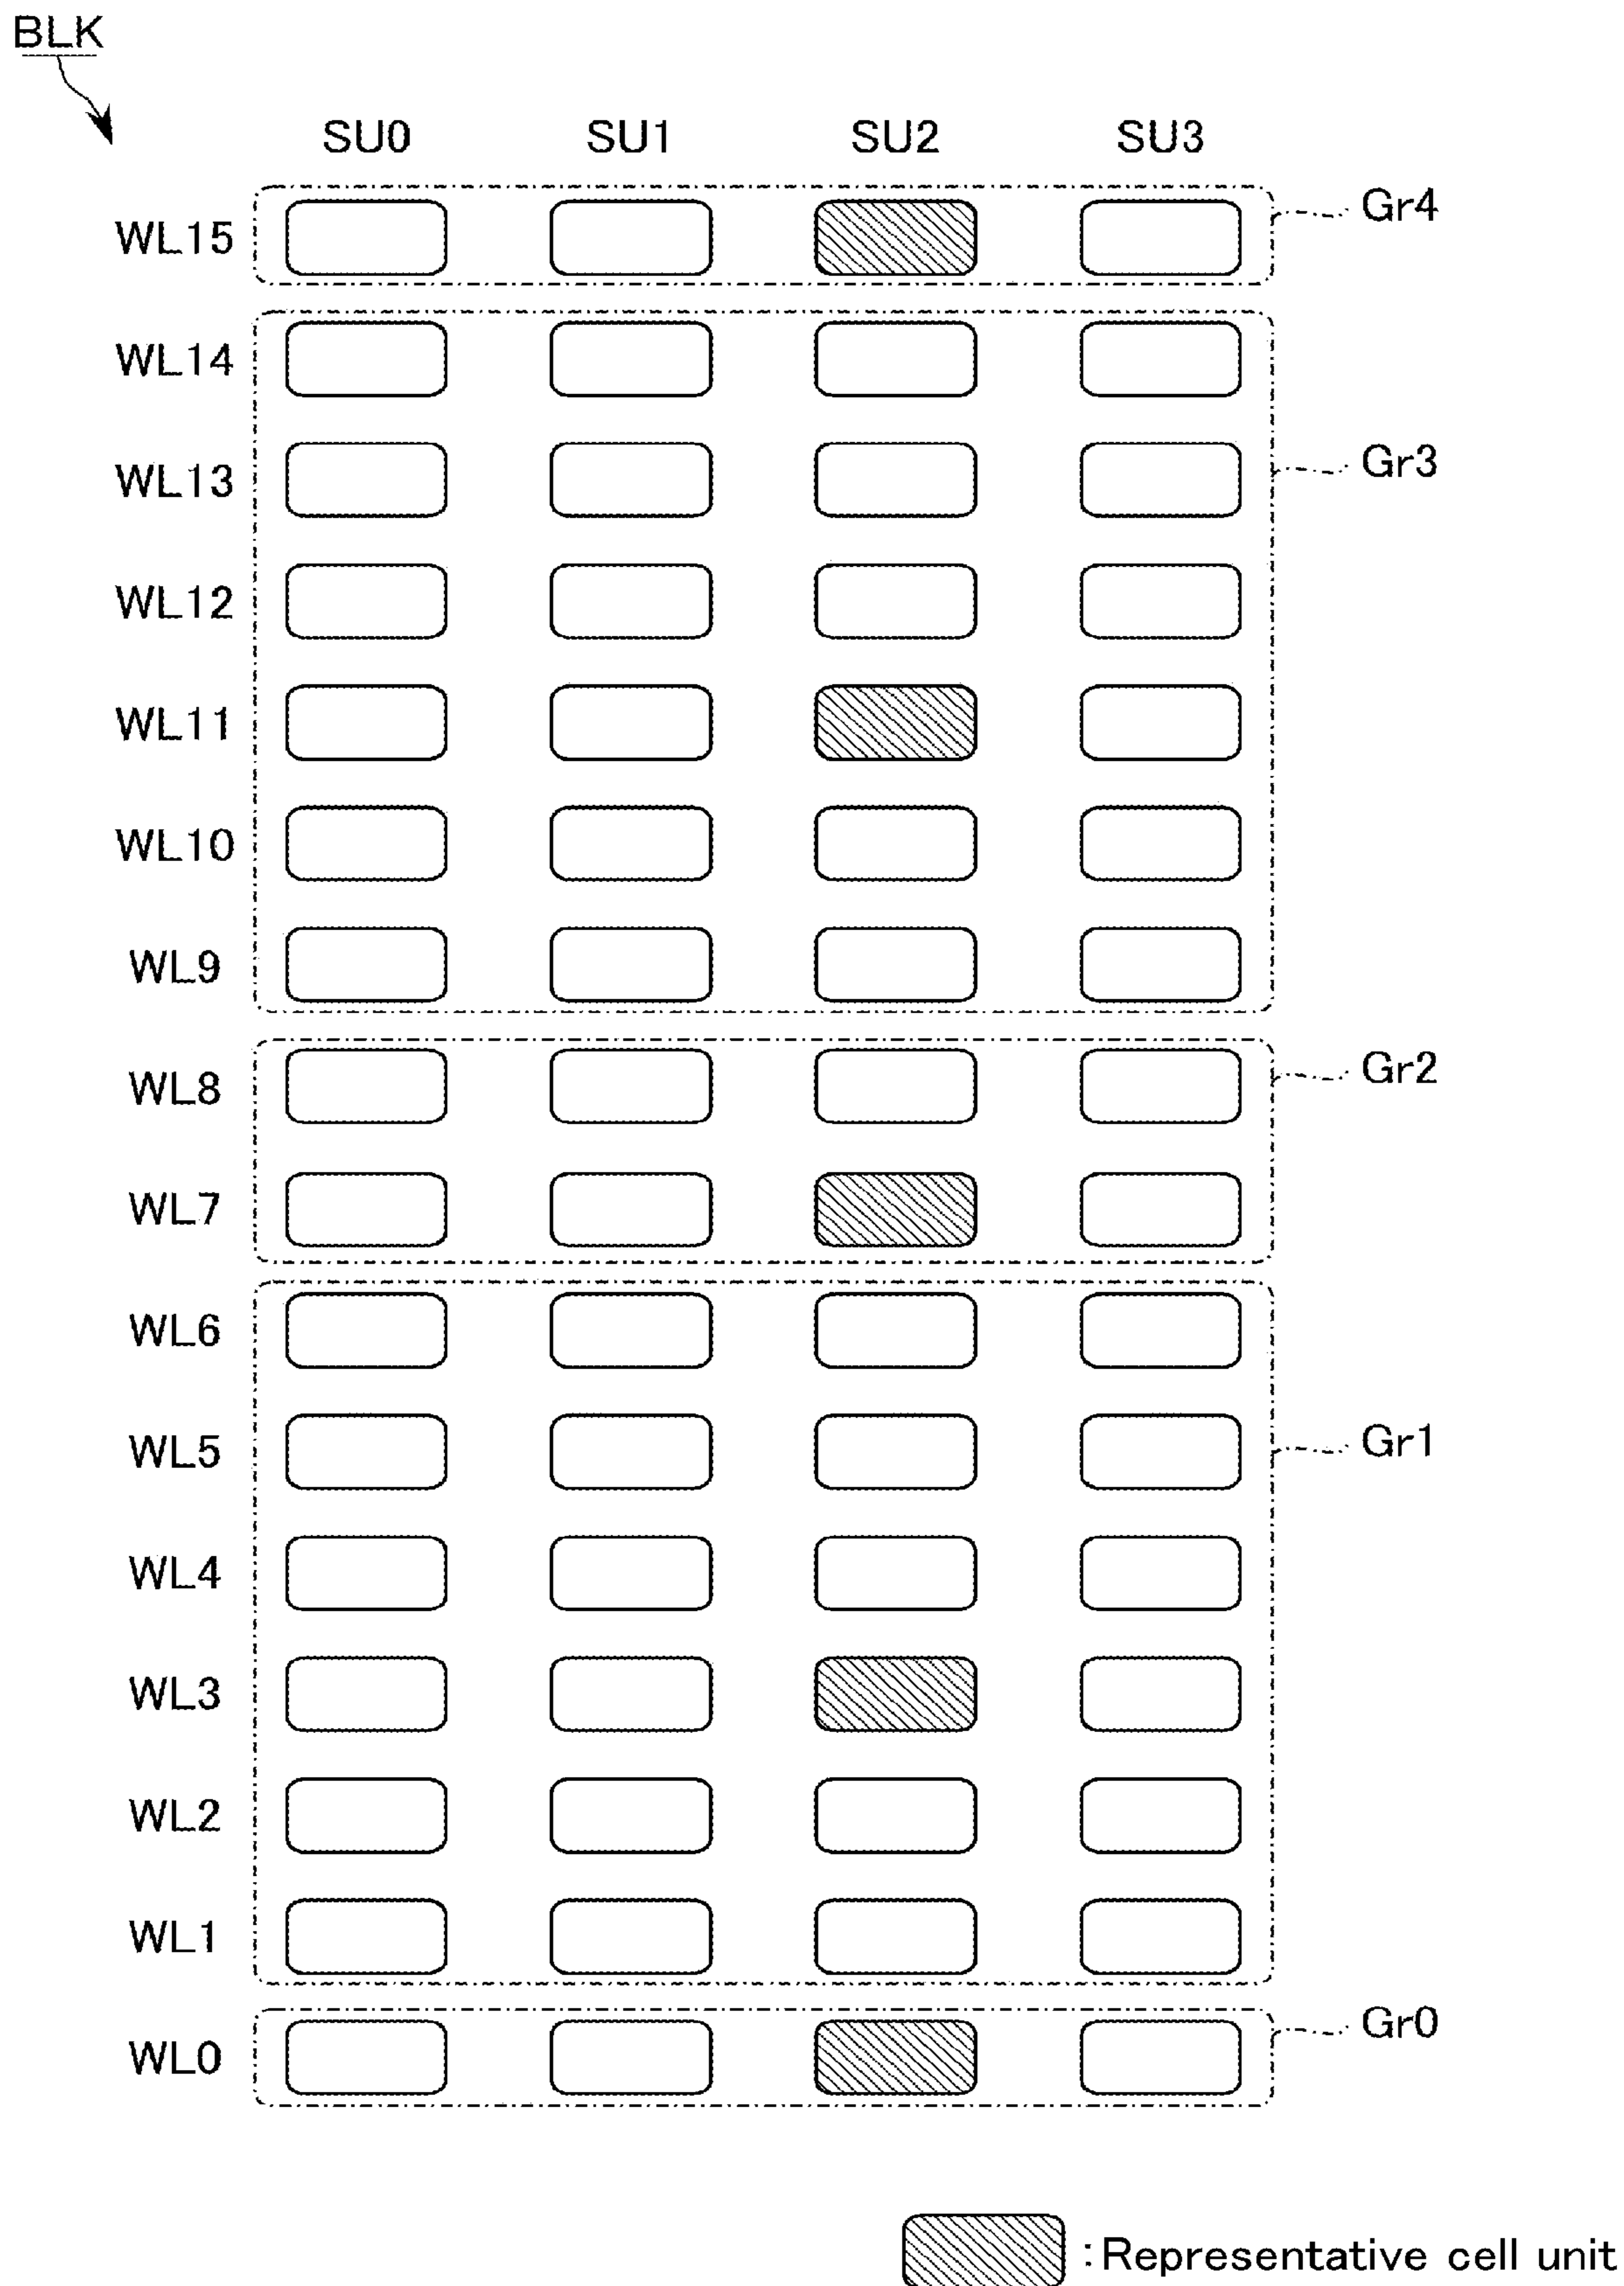 BLK
SU0 SU1 SU2 SU3
WL15 Gr4
WL14
WL13 Gr3
WL12
WL11
WL10
WL9
WL8 Gr2
WL7
WL6
WL5 Gr1
WL4
WL3
WL2
WL1
WL0 Gr0
: Representative cell unit